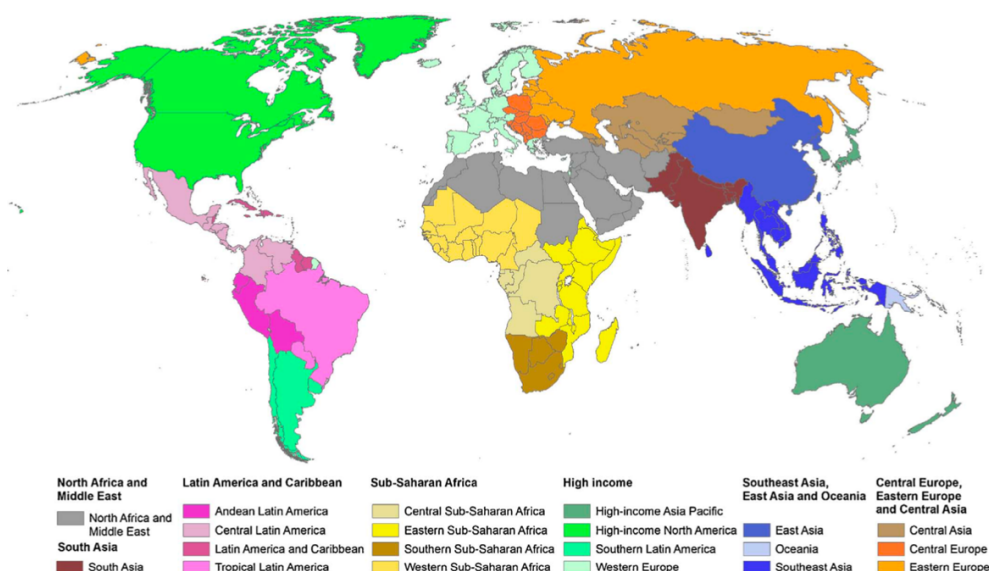 North Africa and
Middle East
North Africa and
Middle East
South Asia
South Asia
Latin America and Caribbean
Andean Latin America
Central Latin America
Latin America and Caribbean
Tropical Latin America
Sub-Saharan Africa
Central Sub-Saharan Africa
Eastern Sub-Saharan Africa
Southern Sub-Saharan Africa
Western Sub-Saharan Africa
High income
High-income Asia Pacific
High-income North America
Southern Latin America
Western Europe
Southeast Asia,
East Asia and Oceania
East Asia
Oceania
Southeast Asia
Central Europe,
Eastern Europe
and Central Asia
Central Asia
Central Europe
Eastern Europe